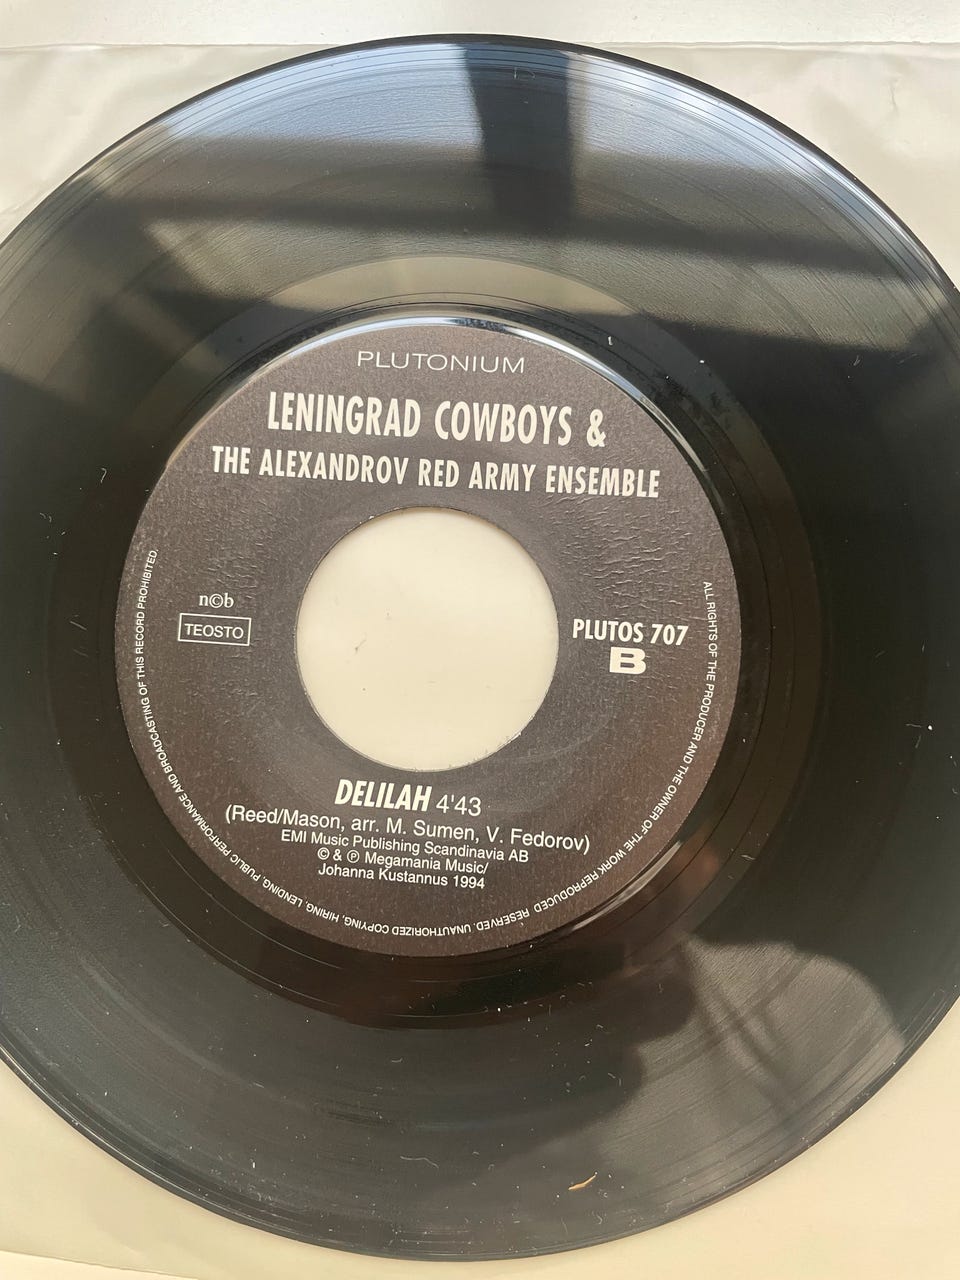 PLUTONIUM
LENINGRAD COWBOYS &
THE ALEXANDROV RED ARMY ENSEMBLE
n©b
TEOSTO
PLUTOS 707
B
DELILAH 4'43
(Reed/Mason, arr. M. Sumen, V. Fedorov)
EMI Music Publishing Scandinavia AB
© & ℗ Megamania Music/
Johanna Kustannus 1994
ALL RIGHTS OF THE PRODUCER AND THE OWNER OF THE WORK REPRODUCED RESERVED. UNAUTHORIZED COPYING, HIRING, LENDING, PUBLIC PERFORMANCE AND BROADCASTING OF THIS RECORD PROHIBITED.